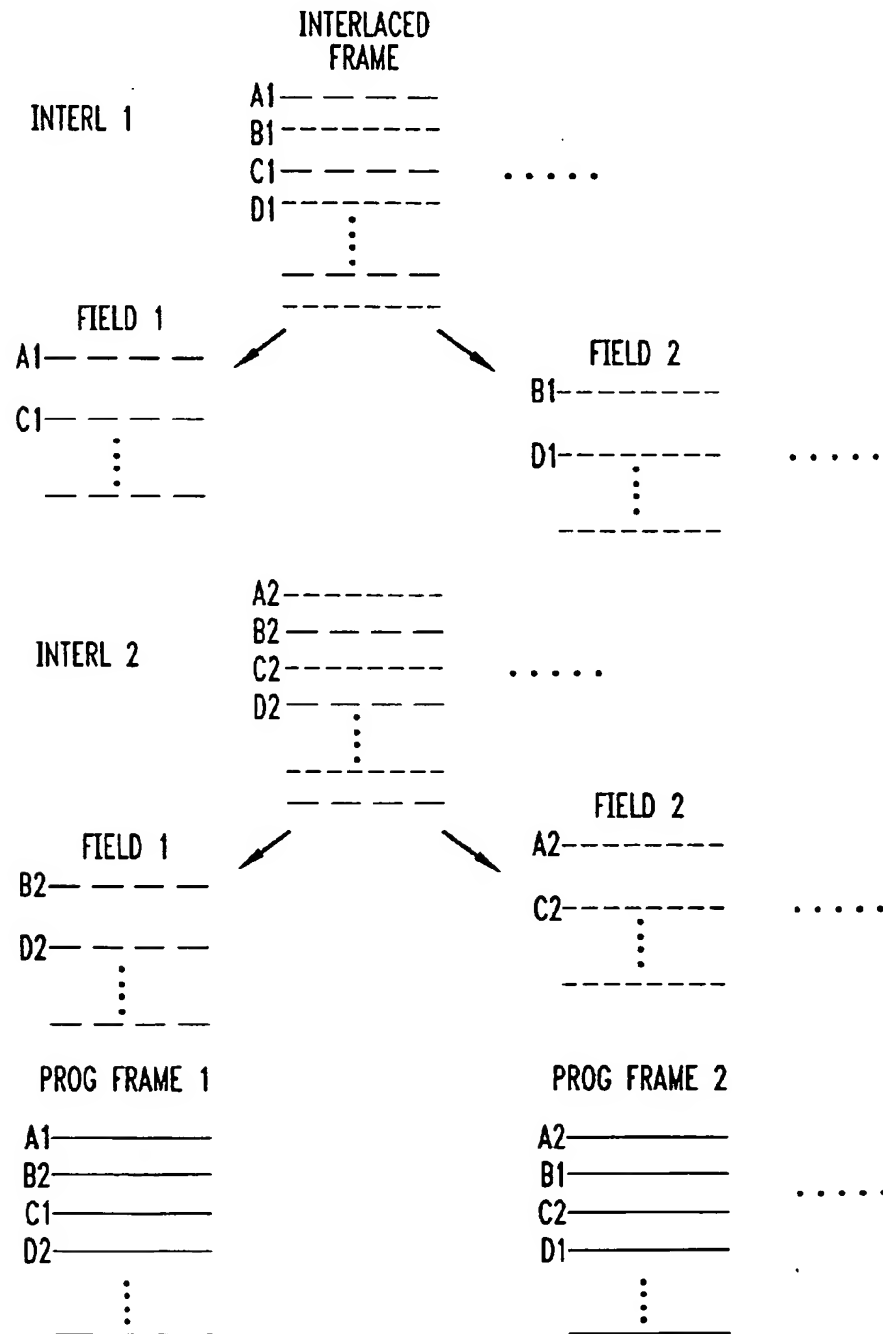 INTERLACED
FRAME
INTERL 1
A1
B1
C1
D1
FIELD 1
A1
C1
FIELD 2
B1
D1
INTERL 2
A2
B2
C2
D2
FIELD 1
B2
D2
FIELD 2
A2
C2
PROG FRAME 1
A1
B2
C1
D2
PROG FRAME 2
A2
B1
C2
D1